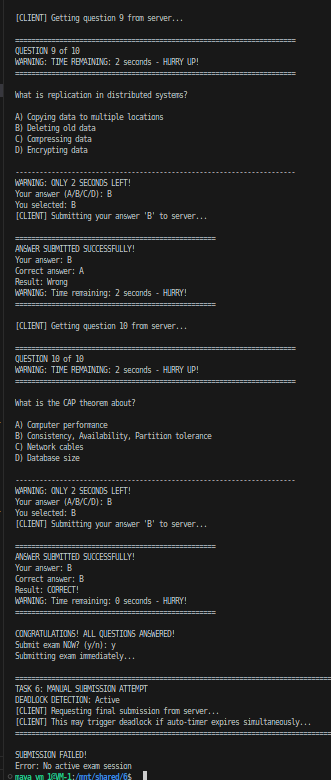 [CLIENT] Getting question 9 from server...
======================================================================
QUESTION 9 of 10
WARNING: TIME REMAINING: 2 seconds - HURRY UP!
======================================================================
What is replication in distributed systems?
A) Copying data to multiple locations
B) Deleting old data
C) Compressing data
D) Encrypting data
----------------------------------------------------------------------
WARNING: ONLY 2 SECONDS LEFT!
Your answer (A/B/C/D): B
You selected: B
[CLIENT] Submitting your answer 'B' to server...
==================================================
ANSWER SUBMITTED SUCCESSFULLY!
Your answer: B
Correct answer: A
Result: Wrong
WARNING: Time remaining: 2 seconds - HURRY!
==================================================
[CLIENT] Getting question 10 from server...
======================================================================
QUESTION 10 of 10
WARNING: TIME REMAINING: 2 seconds - HURRY UP!
======================================================================
What is the CAP theorem about?
A) Computer performance
B) Consistency, Availability, Partition tolerance
C) Network cables
D) Database size
----------------------------------------------------------------------
WARNING: ONLY 2 SECONDS LEFT!
Your answer (A/B/C/D): B
You selected: B
[CLIENT] Submitting your answer 'B' to server...
==================================================
ANSWER SUBMITTED SUCCESSFULLY!
Your answer: B
Correct answer: B
Result: CORRECT!
WARNING: Time remaining: 0 seconds - HURRY!
==================================================
CONGRATULATIONS! ALL QUESTIONS ANSWERED!
Submit exam NOW? (y/n): y
Submitting exam immediately...
================================================================================
TASK 6: MANUAL SUBMISSION ATTEMPT
DEADLOCK DETECTION: Active
[CLIENT] Requesting final submission from server...
[CLIENT] This may trigger deadlock if auto-timer expires simultaneously...
================================================================================
SUBMISSION FAILED!
Error: No active exam session
maya_vm_1@VM-1:/mnt/shared/6$